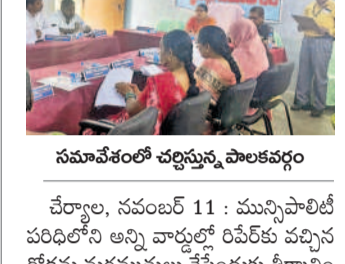 సమావేశంలో చర్చిస్తున్న పాలకవర్గం
చేర్యాల, నవంబర్ 11 : మున్సిపాలిటీ
పరిధిలోని అన్ని వార్డుల్లో రిపేర్‌కు వచ్చిన